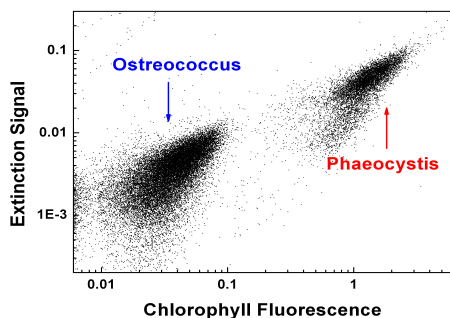 Ostreococcus
Phaeocystis
Extinction Signal
0.1
0.01
1E-3
0.01
0.1
1
Chlorophyll Fluorescence